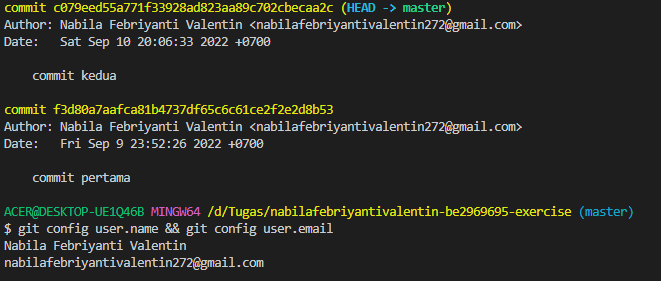 commit c079eed55a771f33928ad823aa89c702cbecaa2c (HEAD -> master)
Author: Nabila Febriyanti Valentin <nabilafebriyantivalentin272@gmail.com>
Date:   Sat Sep 10 20:06:33 2022 +0700
    commit kedua
commit f3d80a7aafca81b4737df65c6c61ce2f2e2d8b53
Author: Nabila Febriyanti Valentin <nabilafebriyantivalentin272@gmail.com>
Date:   Fri Sep 9 23:52:26 2022 +0700
    commit pertama
ACER@DESKTOP-UE1Q46B MINGW64 /d/Tugas/nabilafebriyantivalentin-be2969695-exercise (master)
$ git config user.name && git config user.email
Nabila Febriyanti Valentin
nabilafebriyantivalentin272@gmail.com